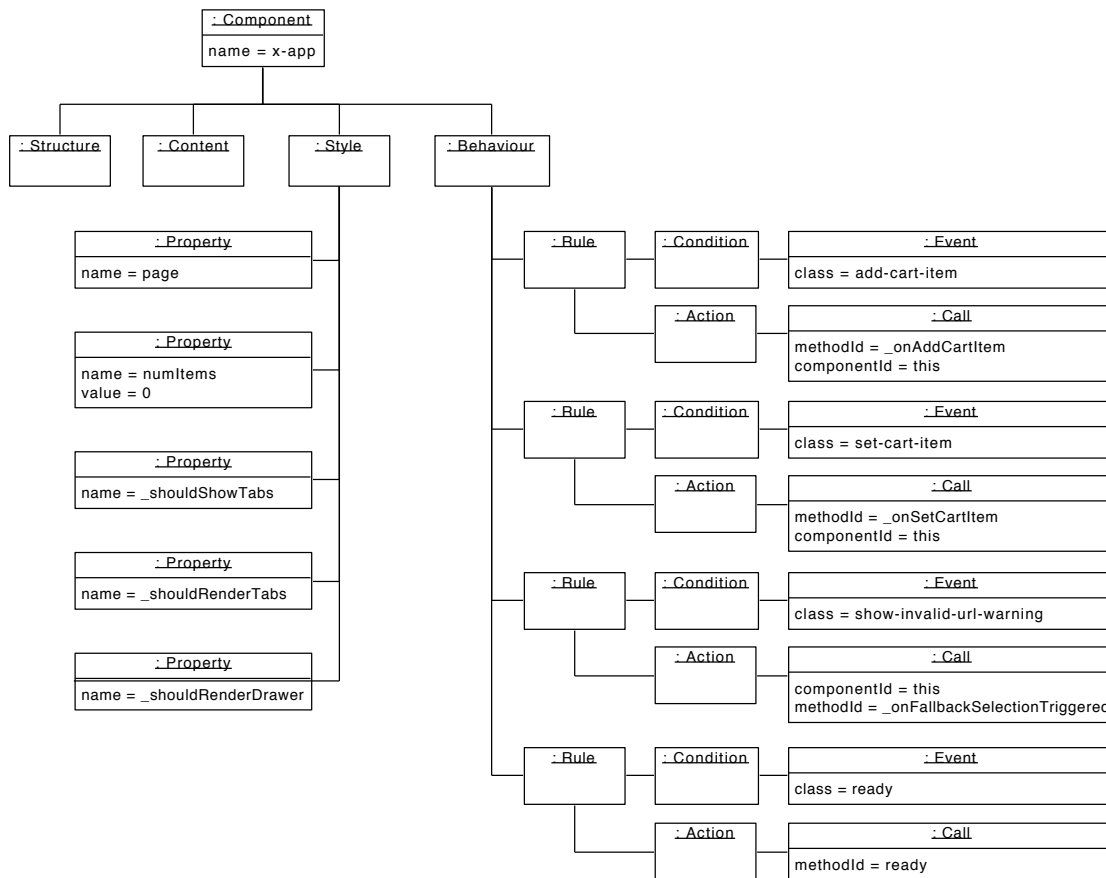 : Component
name = x-app
: Structure
: Content
: Style
: Behaviour
: Property
name = page
: Property
name = numItems
value = 0
: Property
name = _shouldShowTabs
: Property
name = _shouldRenderTabs
: Property
name = _shouldRenderDrawer
: Rule
: Condition
: Event
class = add-cart-item
: Action
: Call
methodId = _onAddCartItem
componentId = this
: Rule
: Condition
: Event
class = set-cart-item
: Action
: Call
methodId = _onSetCartItem
componentId = this
: Rule
: Condition
: Event
class = show-invalid-url-warning
: Action
: Call
componentId = this
methodId = _onFallbackSelectionTriggered
: Rule
: Condition
: Event
class = ready
: Action
: Call
methodId = ready